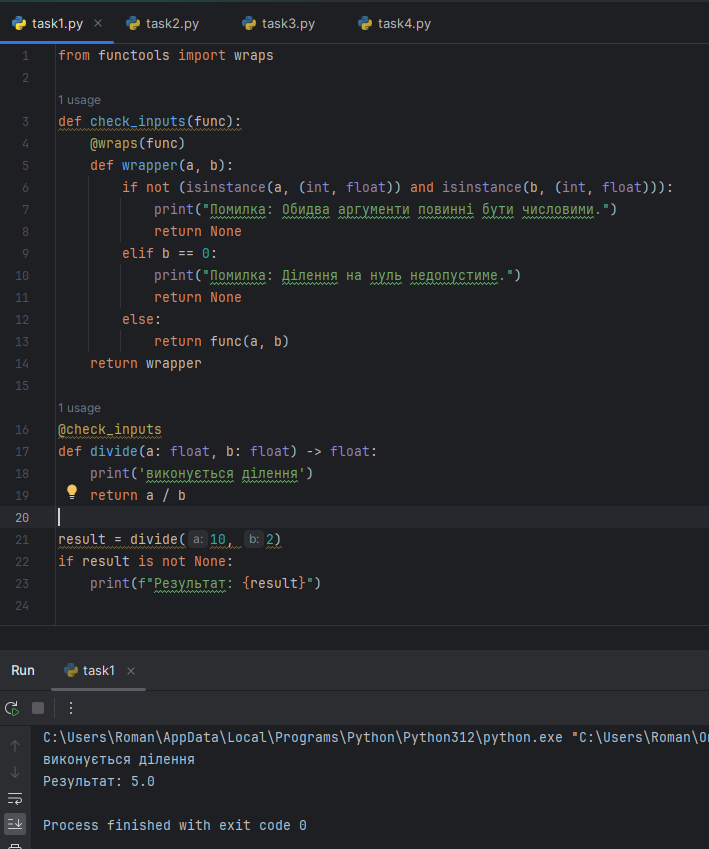 task1.py × task2.py task3.py task4.py
1 from functools import wraps
2
1 usage
3 def check_inputs(func):
4 @wraps(func)
5 def wrapper(a, b):
6 if not (isinstance(a, (int, float)) and isinstance(b, (int, float))):
7 print("Помилка: Обидва аргументи повинні бути числовими.")
8 return None
9 elif b == 0:
10 print("Помилка: Ділення на нуль недопустиме.")
11 return None
12 else:
13 return func(a, b)
14 return wrapper
15
1 usage
16 @check_inputs
17 def divide(a: float, b: float) -> float:
18 print('виконується ділення')
19 return a / b
20
21 result = divide( a: 10, b: 2)
22 if result is not None:
23 print(f"Результат: {result}")
24
Run task1 ×
C:\Users\Roman\AppData\Local\Programs\Python\Python312\python.exe "C:\Users\Roman\
виконується ділення
Результат: 5.0
Process finished with exit code 0